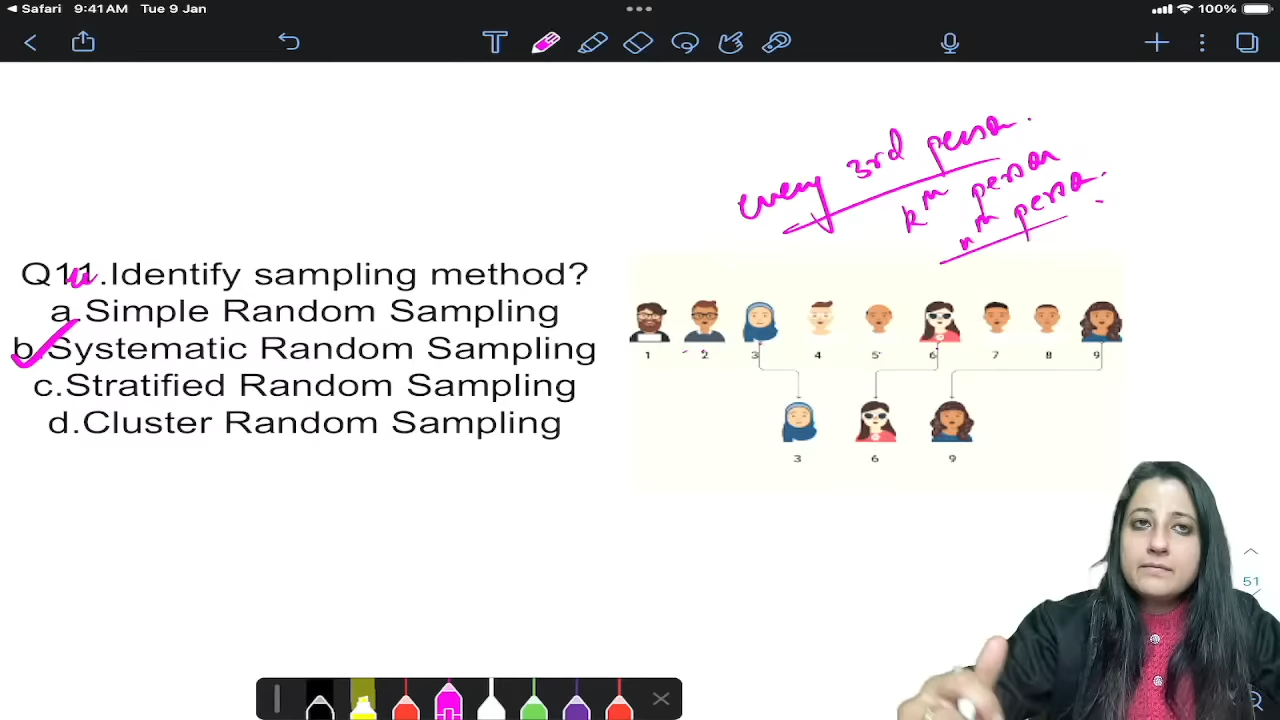 Safari 9:41 AM Tue 9 Jan 100%
every 3rd person.
kth person
nth person.
Q11.Identify sampling method?
a.Simple Random Sampling
b.Systematic Random Sampling
c.Stratified Random Sampling
d.Cluster Random Sampling
1 2 3 4 5 6 7 8 9
3 6 9
51